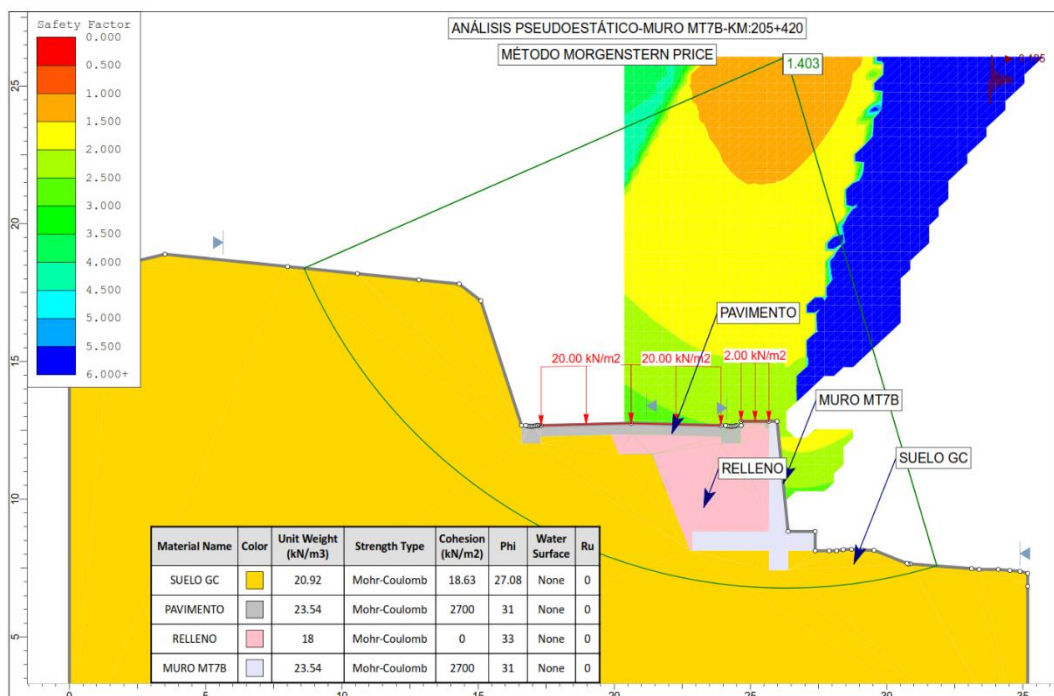 Safety Factor
0.000
0.500
1.000
1.500
2.000
2.500
3.000
3.500
4.000
4.500
5.000
5.500
6.000+
ANÁLISIS PSEUDOESTÁTICO-MURO MT7B-KM:205+420
MÉTODO MORGENSTERN PRICE
1.403
PAVIMENTO
20.00 kN/m2 20.00 kN/m2 2.00 kN/m2
MURO MT7B
SUELO GC
RELLENO
Material Name Color Unit Weight (kN/m3) Strength Type Cohesion (kN/m2) Phi Water Surface Ru
SUELO GC 20.92 Mohr-Coulomb 18.63 27.08 None 0
PAVIMENTO 23.54 Mohr-Coulomb 2700 31 None 0
RELLENO 18 Mohr-Coulomb 0 33 None 0
MURO MT7B 23.54 Mohr-Coulomb 2700 31 None 0
25
20
15
10
5
0 5 10 15 20 25 30 35